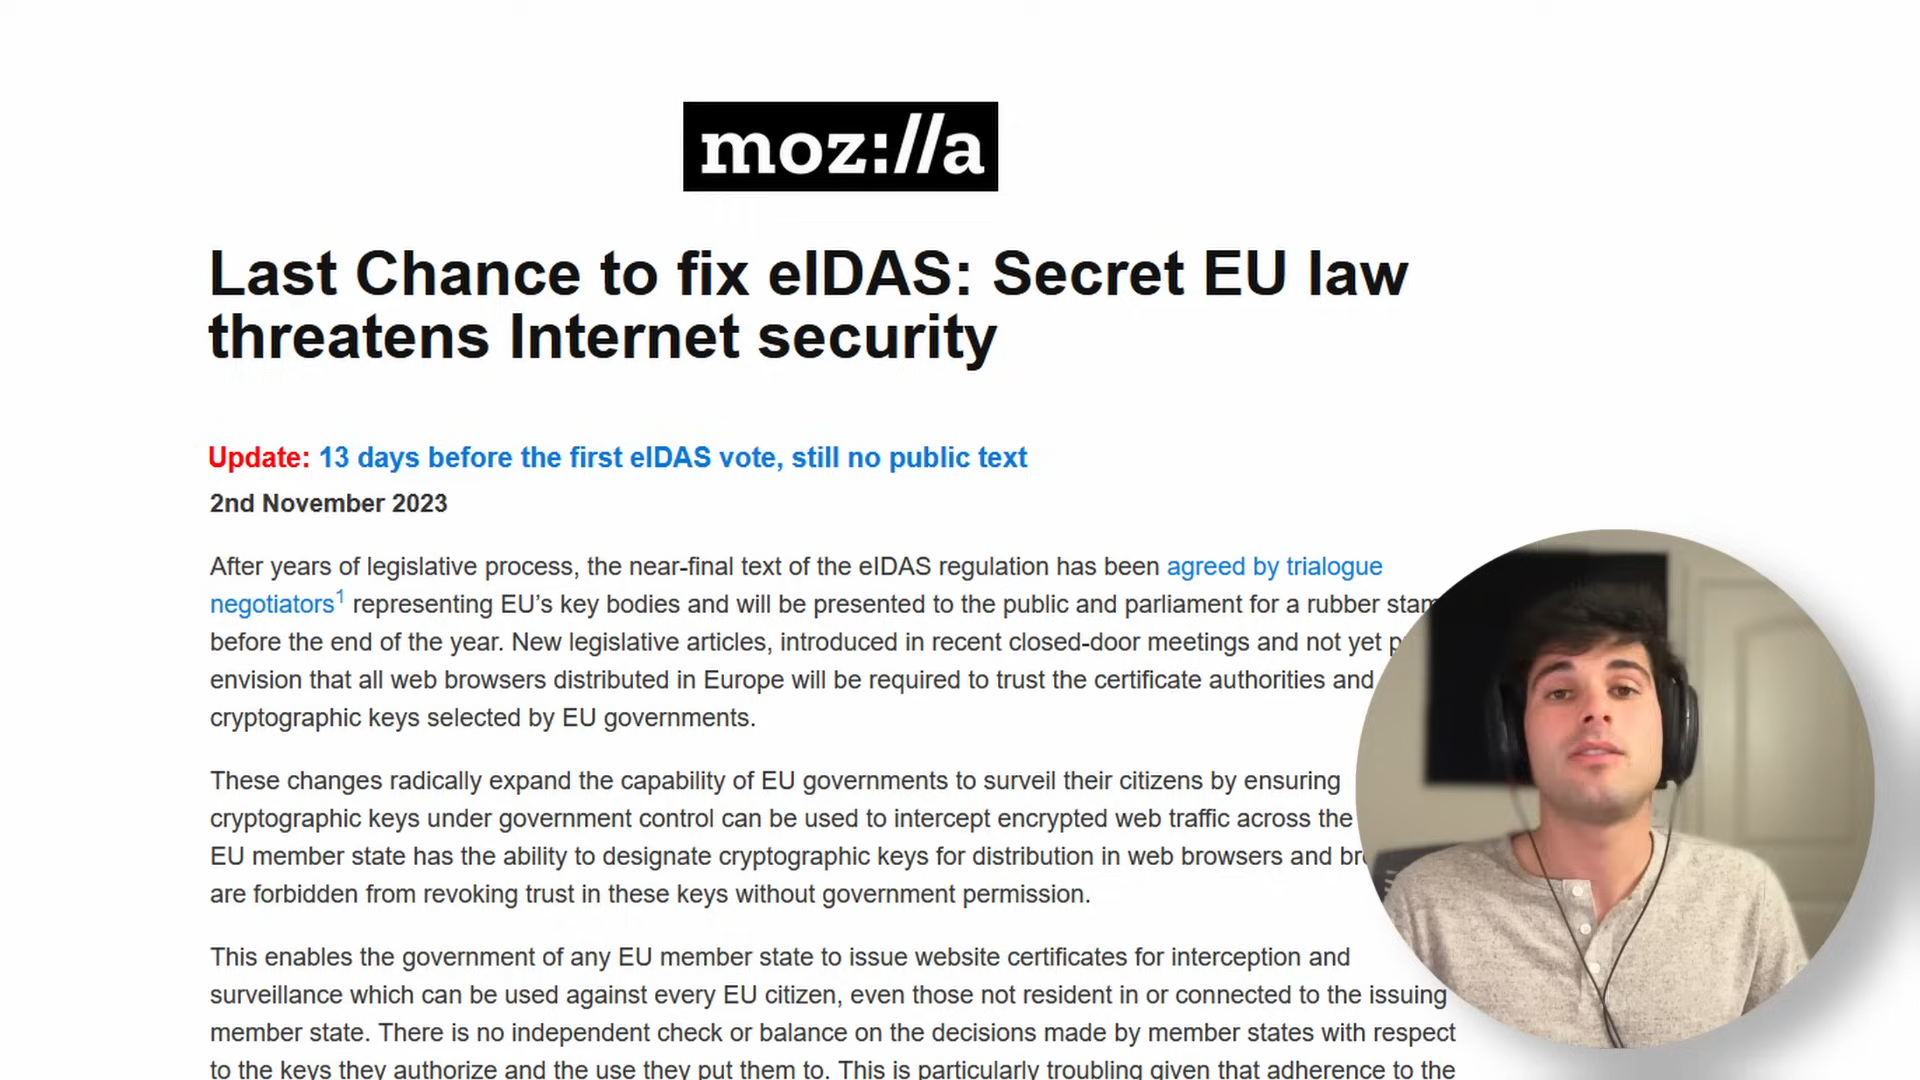 moz://a
Last Chance to fix eIDAS: Secret EU law
threatens Internet security
Update: 13 days before the first eIDAS vote, still no public text
2nd November 2023
After years of legislative process, the near-final text of the eIDAS regulation has been agreed by trialogue
negotiators1 representing EU’s key bodies and will be presented to the public and parliament for a rubber
before the end of the year. New legislative articles, introduced in recent closed-door meetings and not yet
envision that all web browsers distributed in Europe will be required to trust the certificate authorities and
cryptographic keys selected by EU governments.
These changes radically expand the capability of EU governments to surveil their citizens by ensuring
cryptographic keys under government control can be used to intercept encrypted web traffic across the
EU member state has the ability to designate cryptographic keys for distribution in web browsers and
are forbidden from revoking trust in these keys without government permission.
This enables the government of any EU member state to issue website certificates for interception and
surveillance which can be used against every EU citizen, even those not resident in or connected to the issuing
member state. There is no independent check or balance on the decisions made by member states with respect
to the keys they authorize and the use they put them to. This is particularly troubling given that adherence to the